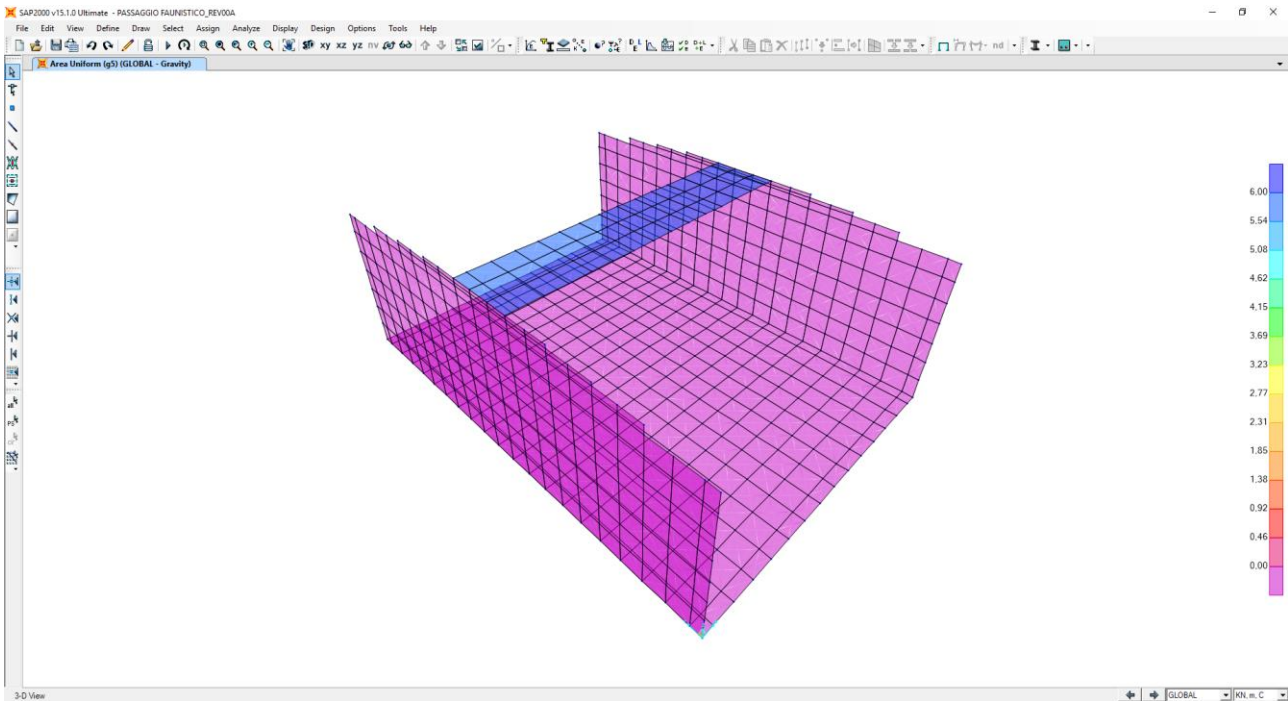 SAP2000 v15.1.0 Ultimate - PASSAGGIO FAUNISTICO_REV00A
File Edit View Define Draw Select Assign Analyze Display Design Options Tools Help
xy xz yz nv
nd
Area Uniform (g5) (GLOBAL - Gravity)
6.00
5.54
5.08
4.62
4.15
3.69
3.23
2.77
2.31
1.85
1.38
0.92
0.46
0.00
3-D View
GLOBAL
KN, m, C